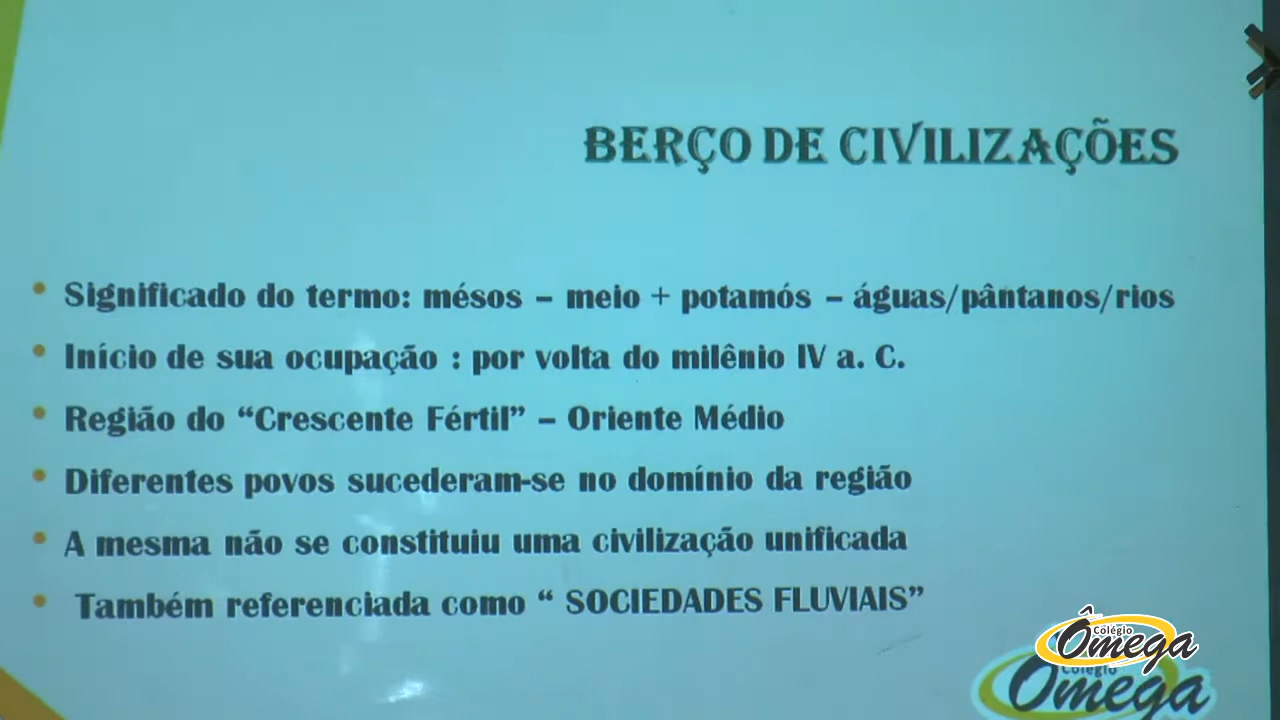 BERÇO DE CIVILIZAÇÕES
Significado do termo: mésos – meio + potamós – águas/pântanos/rios
Início de sua ocupação : por volta do milênio IV a. C.
Região do “Crescente Fértil” – Oriente Médio
Diferentes povos sucederam-se no domínio da região
A mesma não se constituiu uma civilização unificada
Também referenciada como “ SOCIEDADES FLUVIAIS”
Colégio
Ômega
Colégio
Ômega